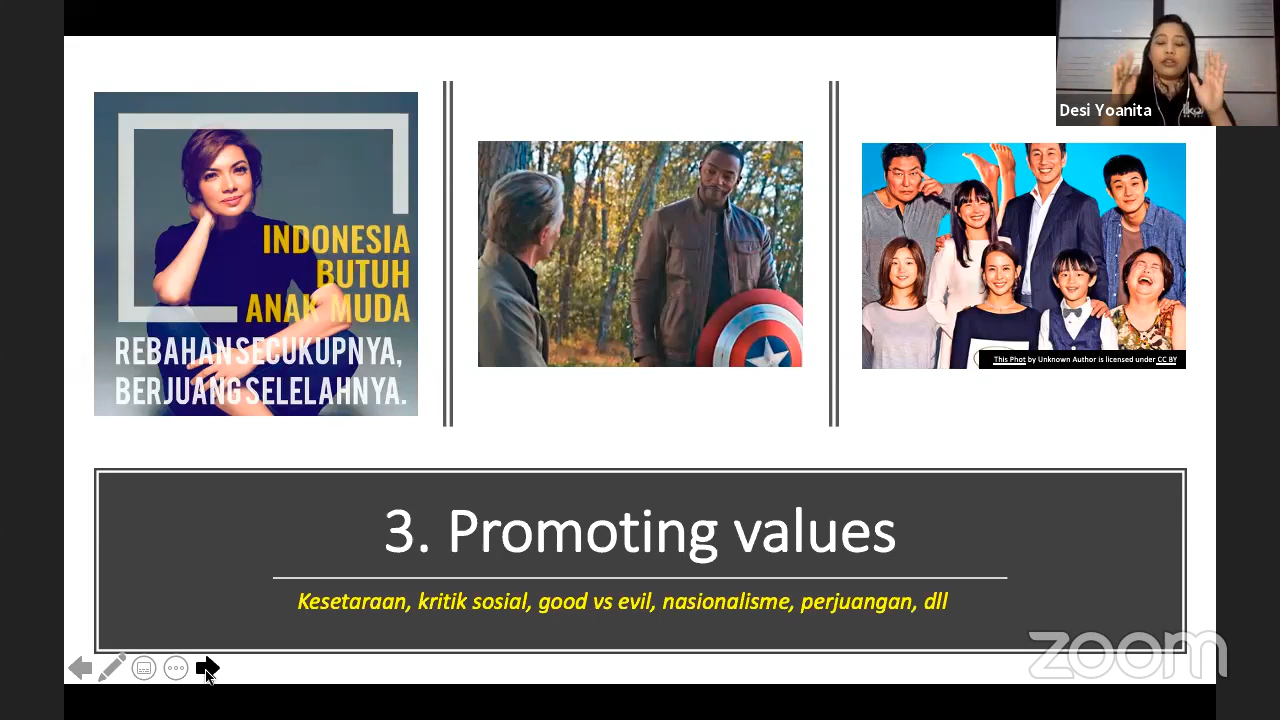 Desi Yoanita
INDONESIA
BUTUH
ANAK MUDA
REBAHAN SECUKUPNYA,
BERJUANG SELELAHNYA.
This Phot by Unknown Author is licensed under CC BY
3. Promoting values
Kesetaraan, kritik sosial, good vs evil, nasionalisme, perjuangan, dll
zoom